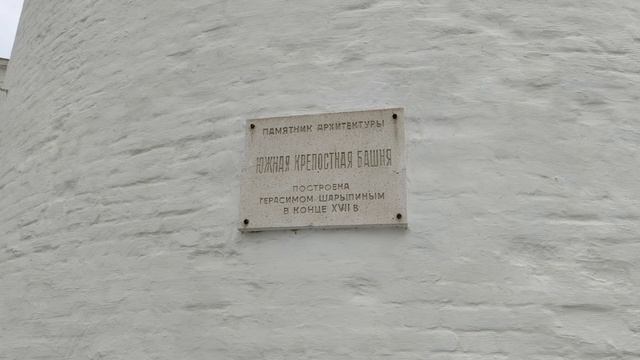 ПАМЯТНИК АРХИТЕКТУРЫ
ЮЖНАЯ КРЕПОСТНАЯ БАШНЯ
ПОСТРОЕНА
ГЕРАСИМОМ ШАРЫПИНЫМ
В КОНЦЕ XVII В